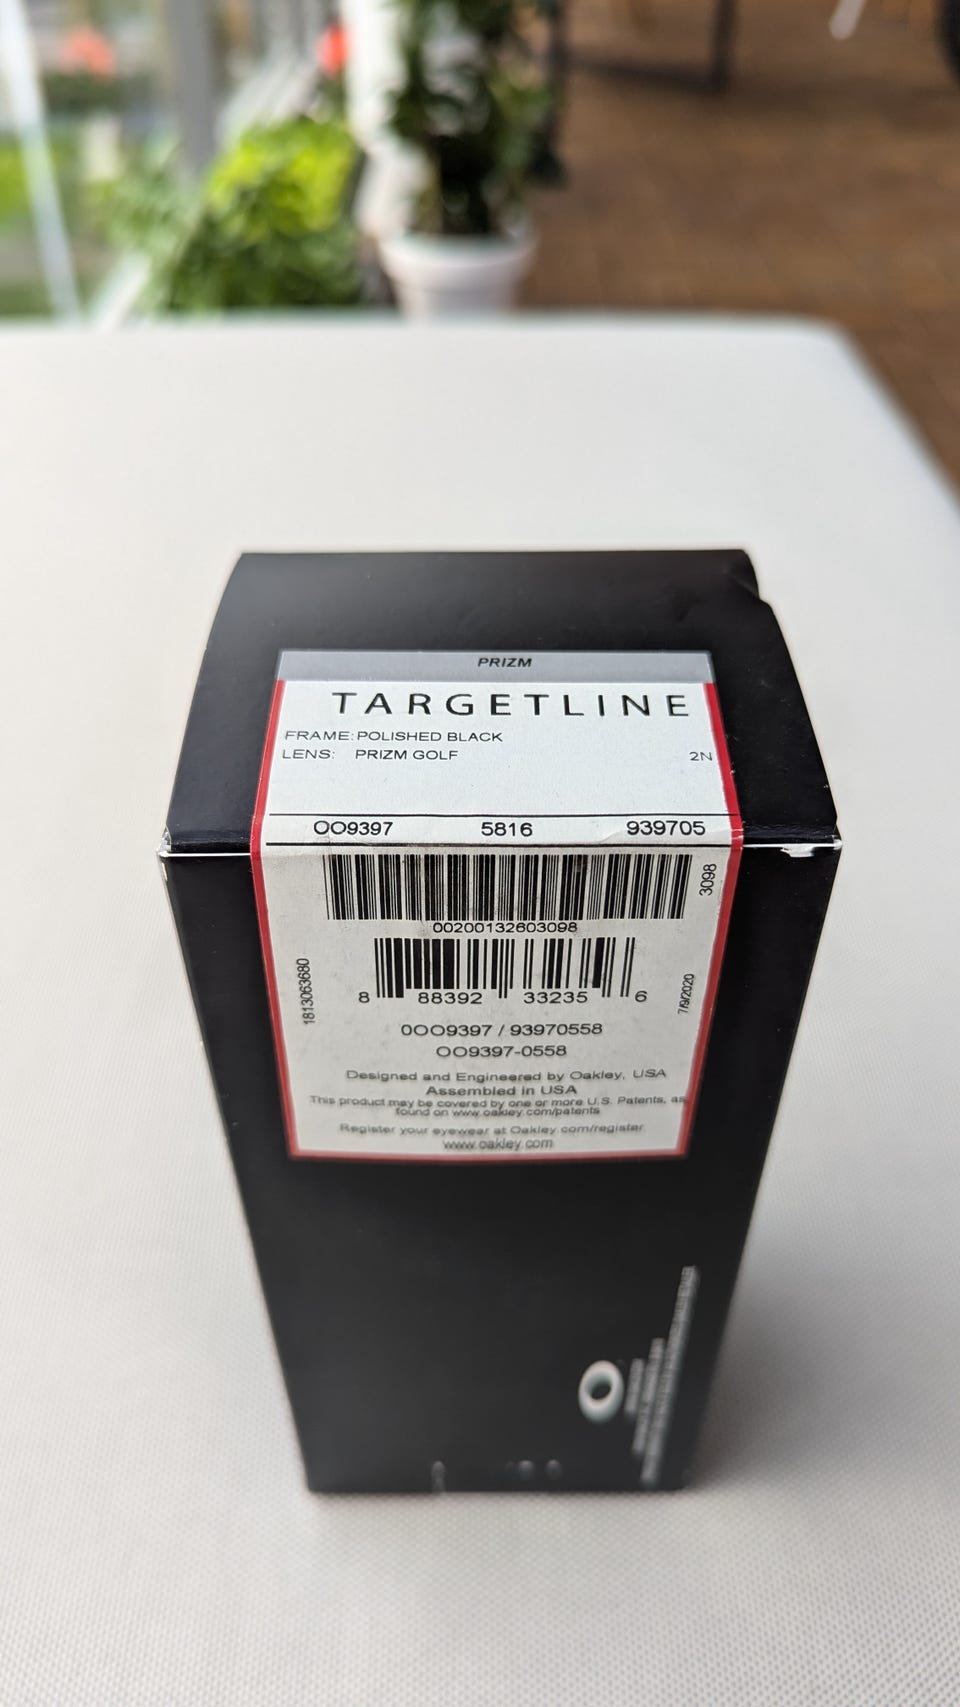 PRIZM
TARGETLINE
FRAME: POLISHED BLACK
LENS: PRIZM GOLF 2N
OO9397 5816 939705
3098
00200132603098
1813063680
8 88392 33235 6
7/9/2020
0OO9397 / 93970558
OO9397-0558
Designed and Engineered by Oakley, USA
Assembled in USA
This product may be covered by one or more U.S. Patents, as
found on www.oakley.com/patents
Register your eyewear at Oakley.com/register
www.oakley.com